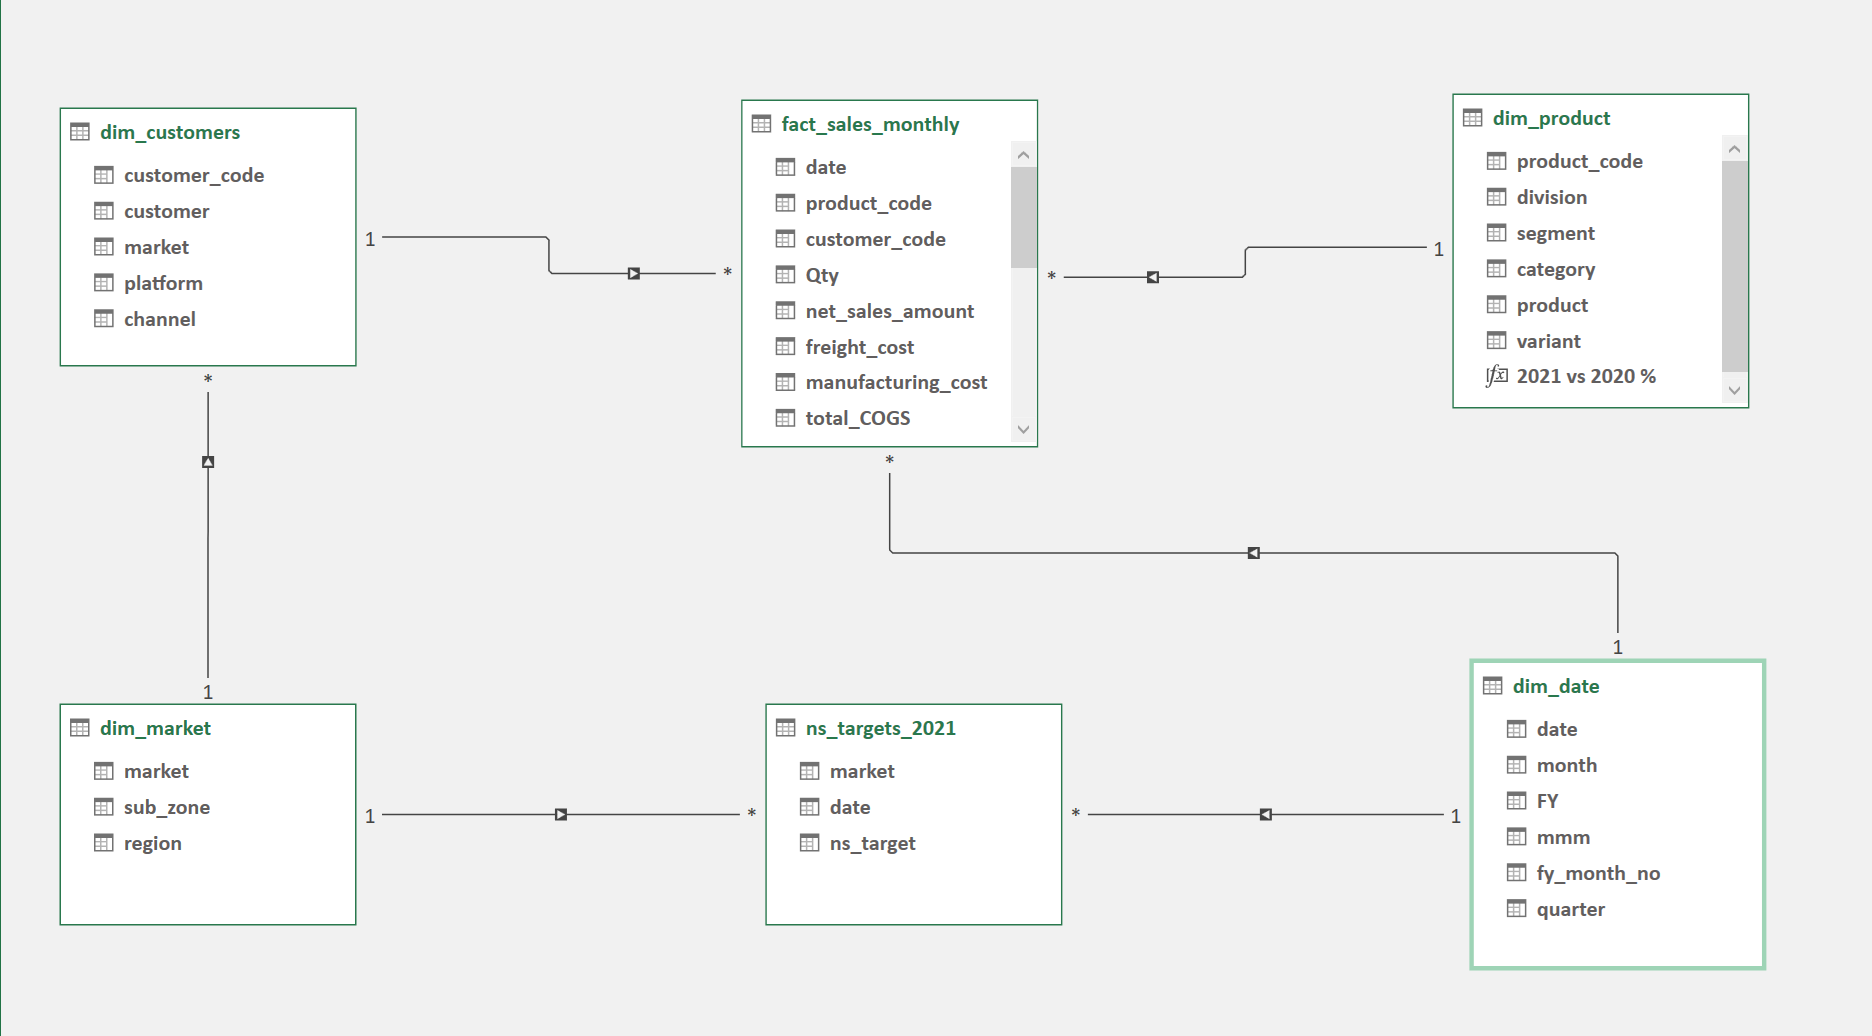 dim_customers
customer_code
customer
market
platform
channel
1
*
fact_sales_monthly
date
product_code
customer_code
Qty
net_sales_amount
freight_cost
manufacturing_cost
total_COGS
*
1
dim_product
product_code
division
segment
category
product
variant
fx 2021 vs 2020 %
*
1
*
1
dim_market
market
sub_zone
region
1
*
ns_targets_2021
market
date
ns_target
*
1
dim_date
date
month
FY
mmm
fy_month_no
quarter